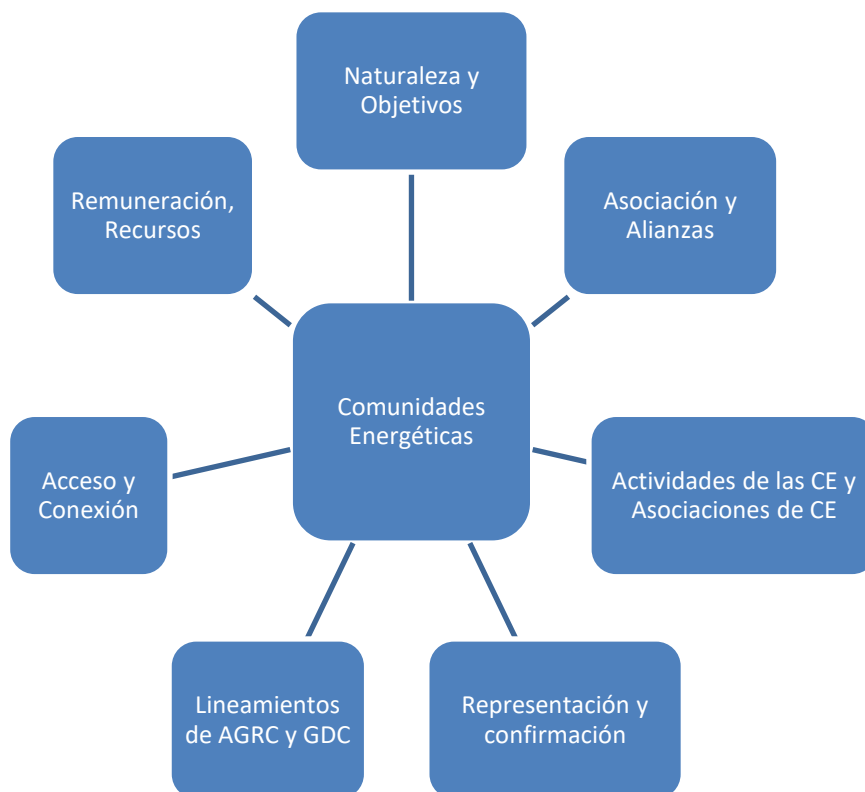 Naturaleza y
Objetivos
Remuneración,
Recursos
Asociación y
Alianzas
Comunidades
Energéticas
Acceso y
Conexión
Actividades de las CE y
Asociaciones de CE
Lineamientos
de AGRC y GDC
Representación y
confirmación